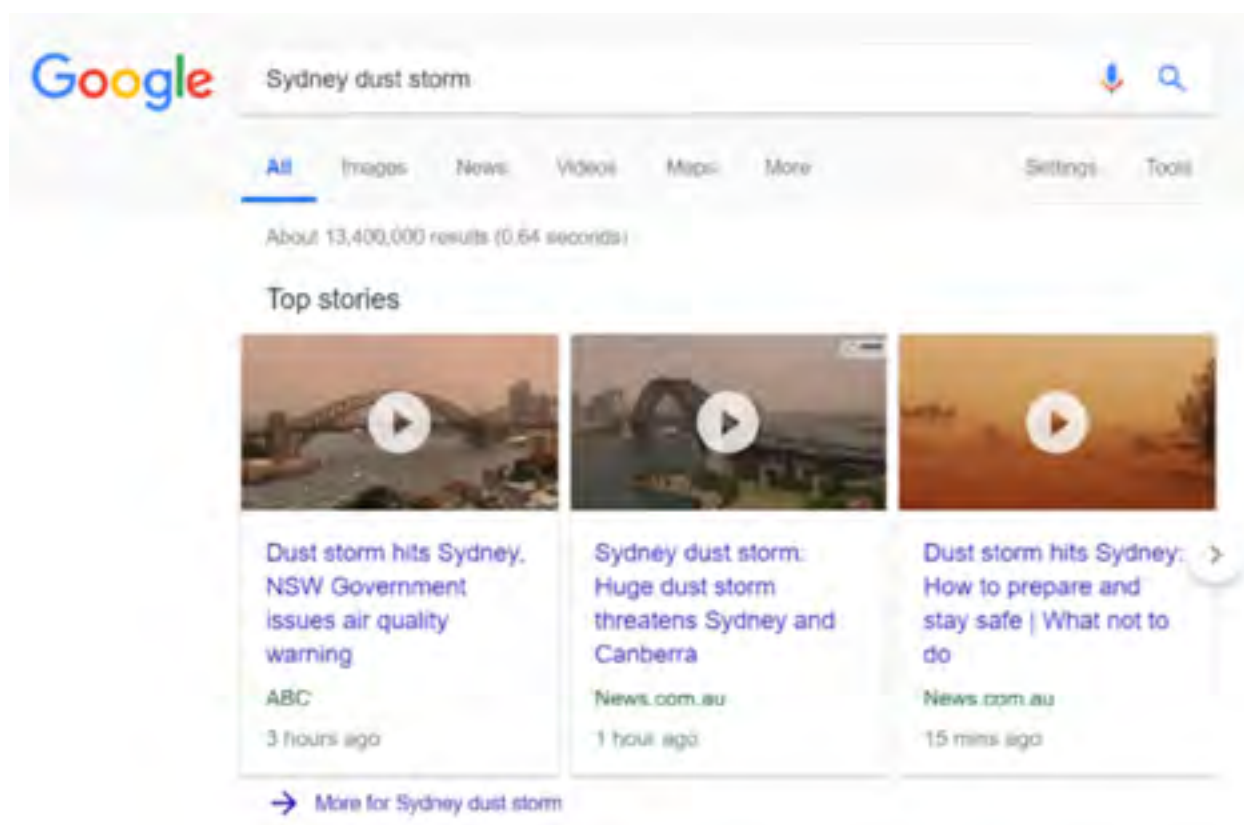 Google Sydney dust storm
All Images News Videos Maps More Settings Tools
About 13,400,000 results (0.64 seconds)
Top stories
Dust storm hits Sydney,
NSW Government
issues air quality
warning
ABC
3 hours ago
Sydney dust storm:
Huge dust storm
threatens Sydney and
Canberra
News.com.au
1 hour ago
Dust storm hits Sydney:
How to prepare and
stay safe | What not to
do
News.com.au
15 mins ago
More for Sydney dust storm